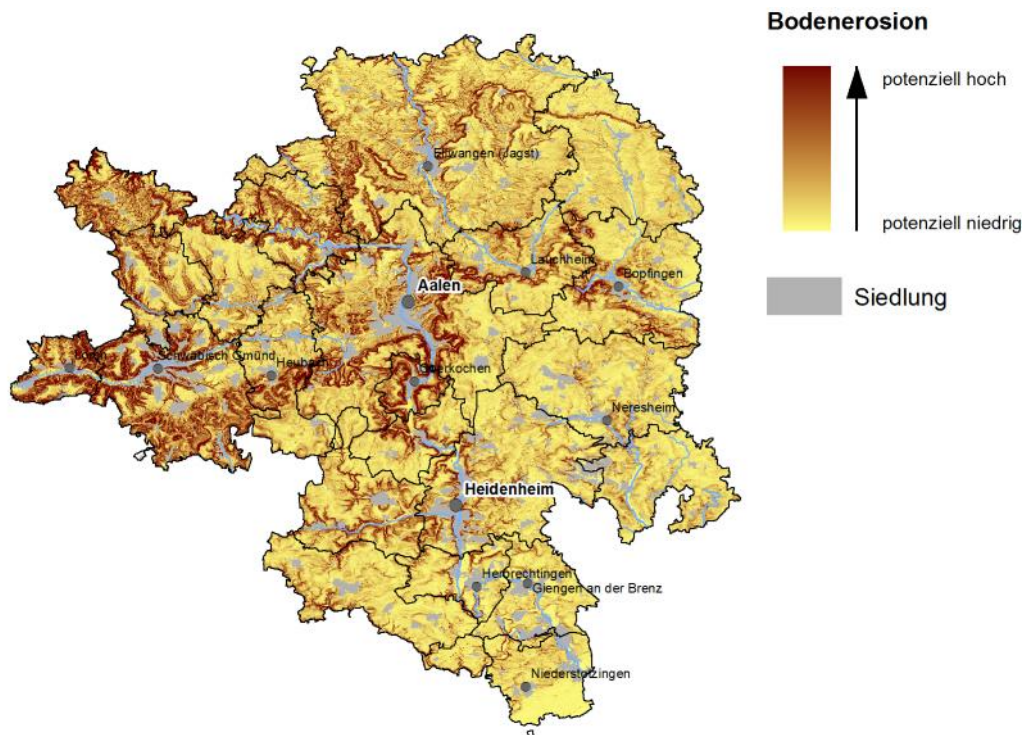 Bodenerosion
potenziell hoch
potenziell niedrig
Siedlung
Ellwangen (Jagst)
Lauchheim
Bopfingen
Aalen
Lorch
Schwäbisch Gmünd
Heubach
Oberkochen
Neresheim
Heidenheim
Herbrechtingen
Giengen an der Brenz
Niederstotzingen